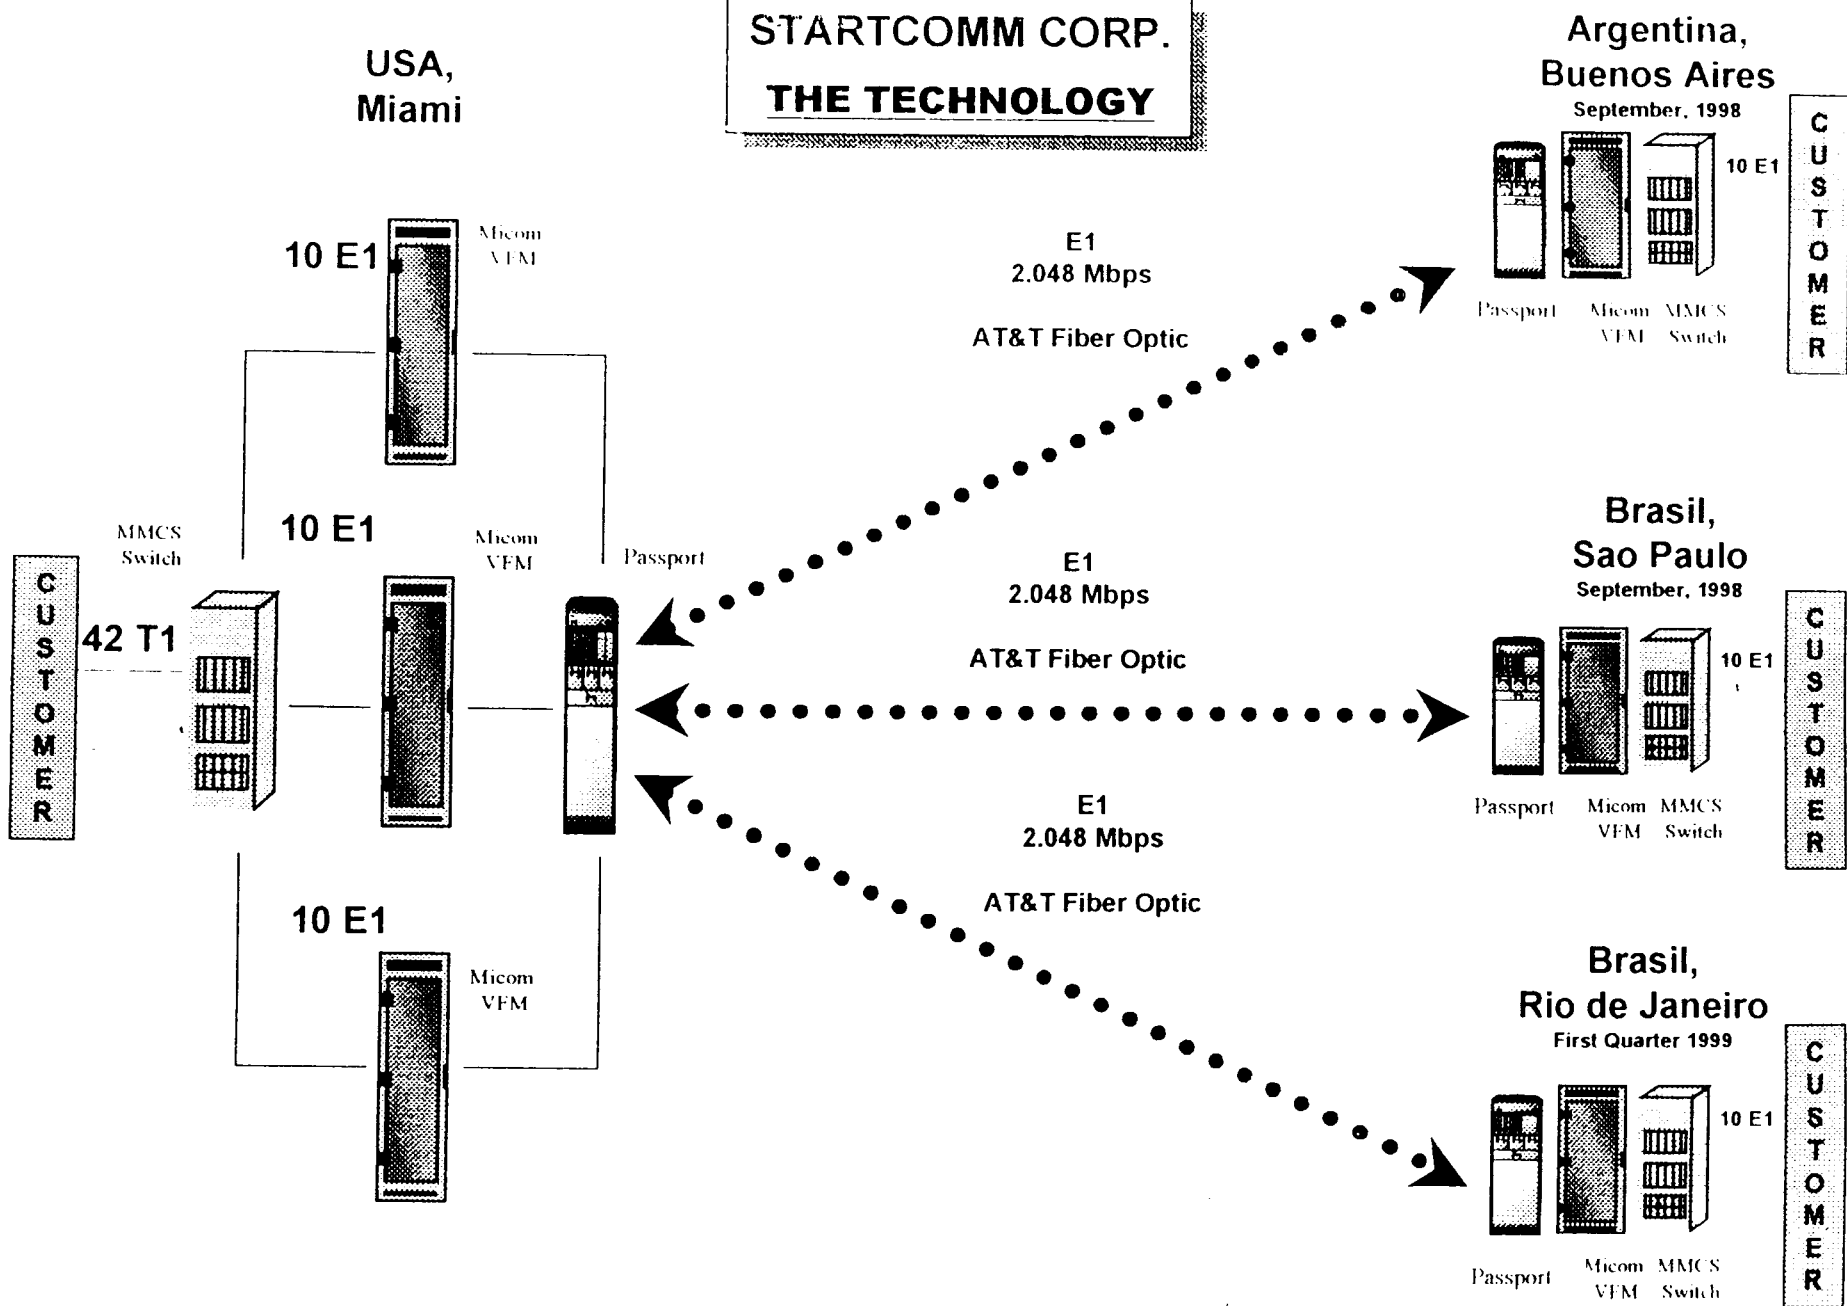 STARTCOMM CORP.
THE TECHNOLOGY
USA,
Miami
10 E1
Micom
VFM
MMCS
Switch
10 E1
Micom
VFM
Passport
CUSTOMER
42 T1
10 E1
Micom
VFM
E1
2.048 Mbps
AT&T Fiber Optic
E1
2.048 Mbps
AT&T Fiber Optic
E1
2.048 Mbps
AT&T Fiber Optic
Argentina,
Buenos Aires
September, 1998
10 E1
CUSTOMER
Passport
Micom
VFM
MMCS
Switch
Brasil,
Sao Paulo
September, 1998
10 E1
CUSTOMER
Passport
Micom
VFM
MMCS
Switch
Brasil,
Rio de Janeiro
First Quarter 1999
10 E1
CUSTOMER
Passport
Micom
VFM
MMCS
Switch